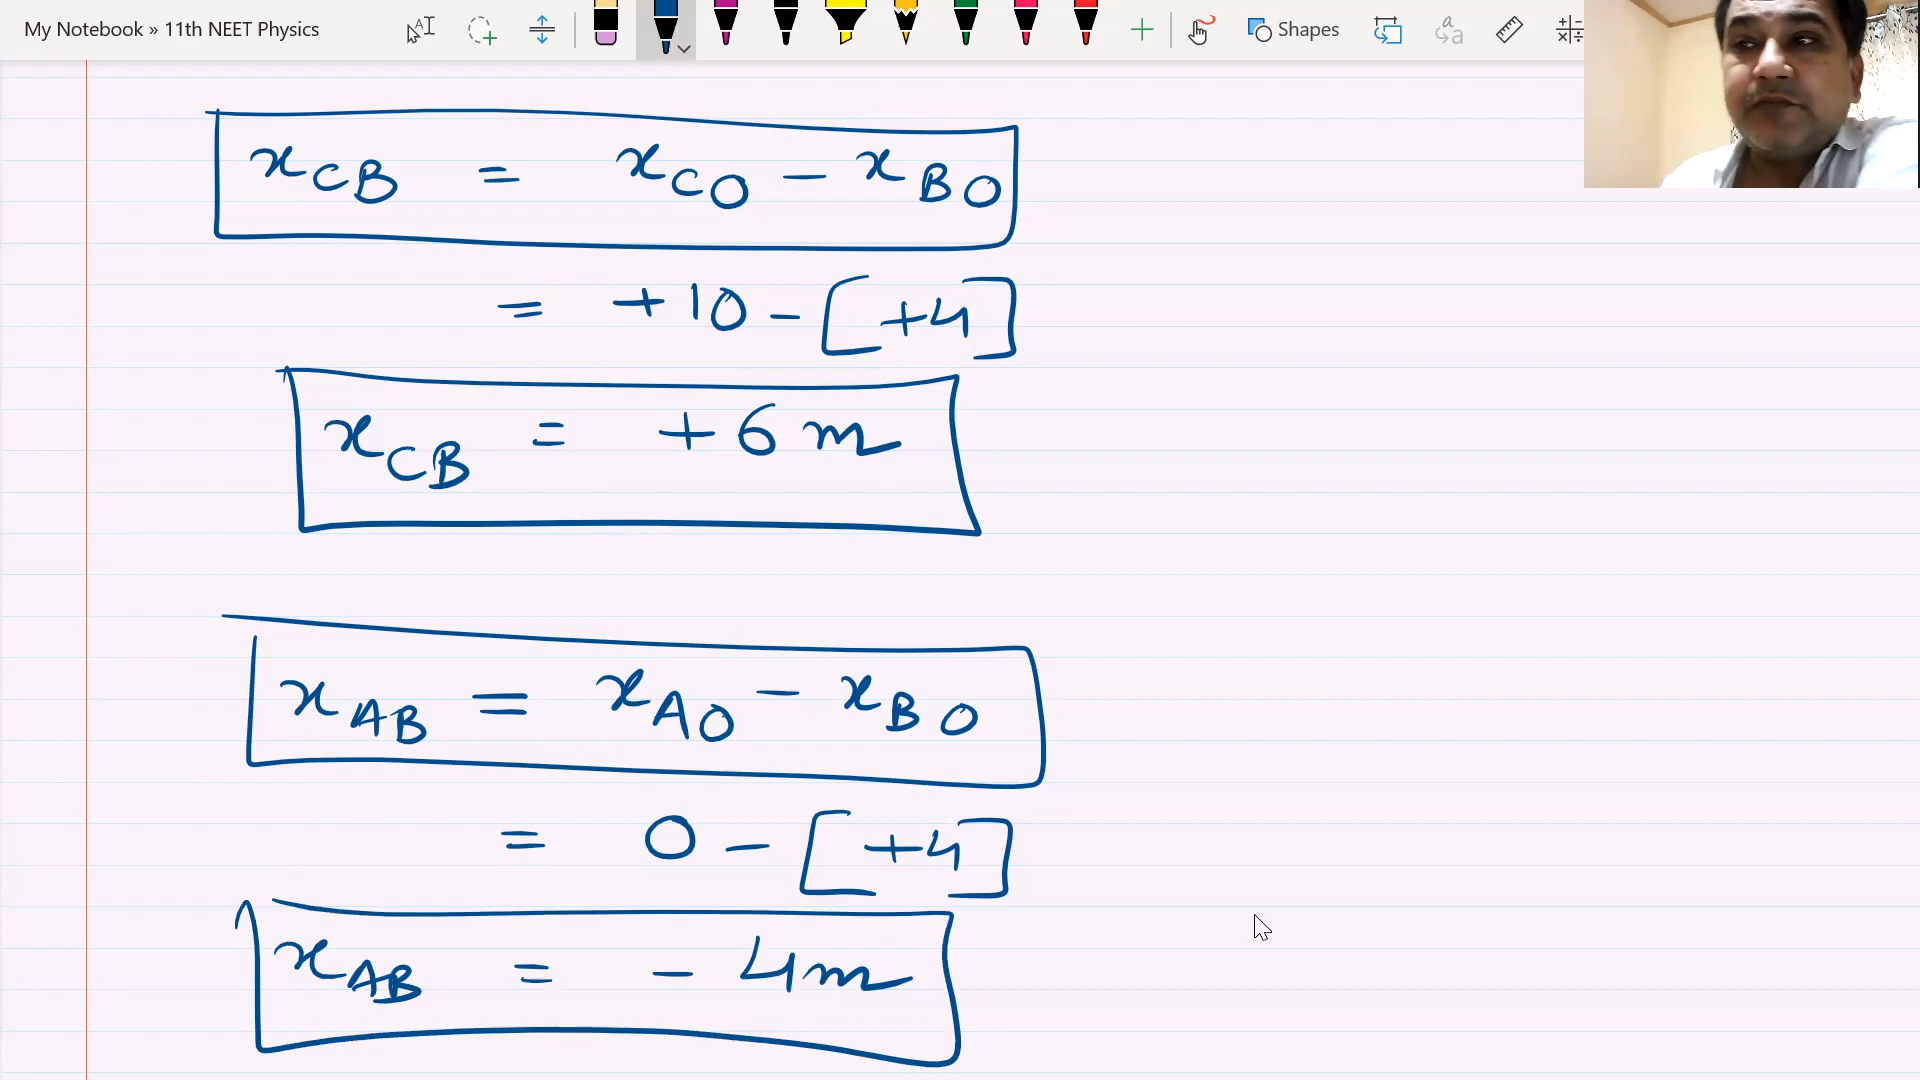 My Notebook » 11th NEET Physics
Shapes
x_CB = x_CO − x_BO
= +10 − [+4]
x_CB = +6 m
x_AB = x_AO − x_BO
= 0 − [+4]
x_AB = − 4m